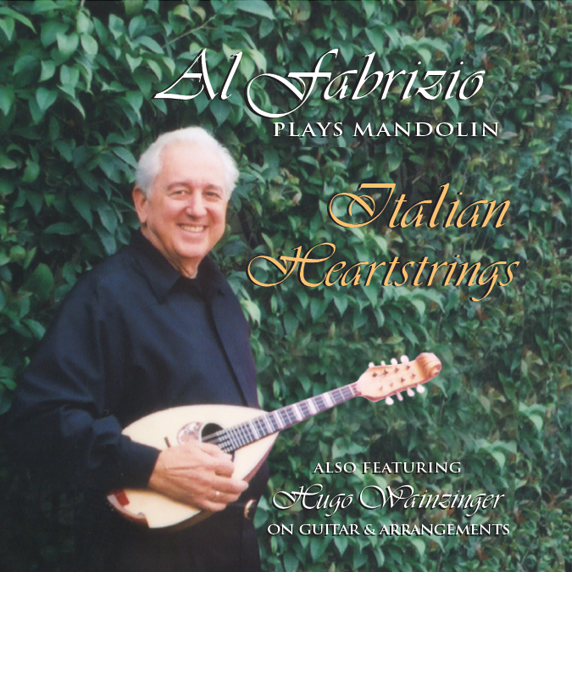 Al Fabrizio
PLAYS MANDOLIN
Italian
Heartstrings
ALSO FEATURING
Hugo Wainzinger
ON GUITAR & ARRANGEMENTS